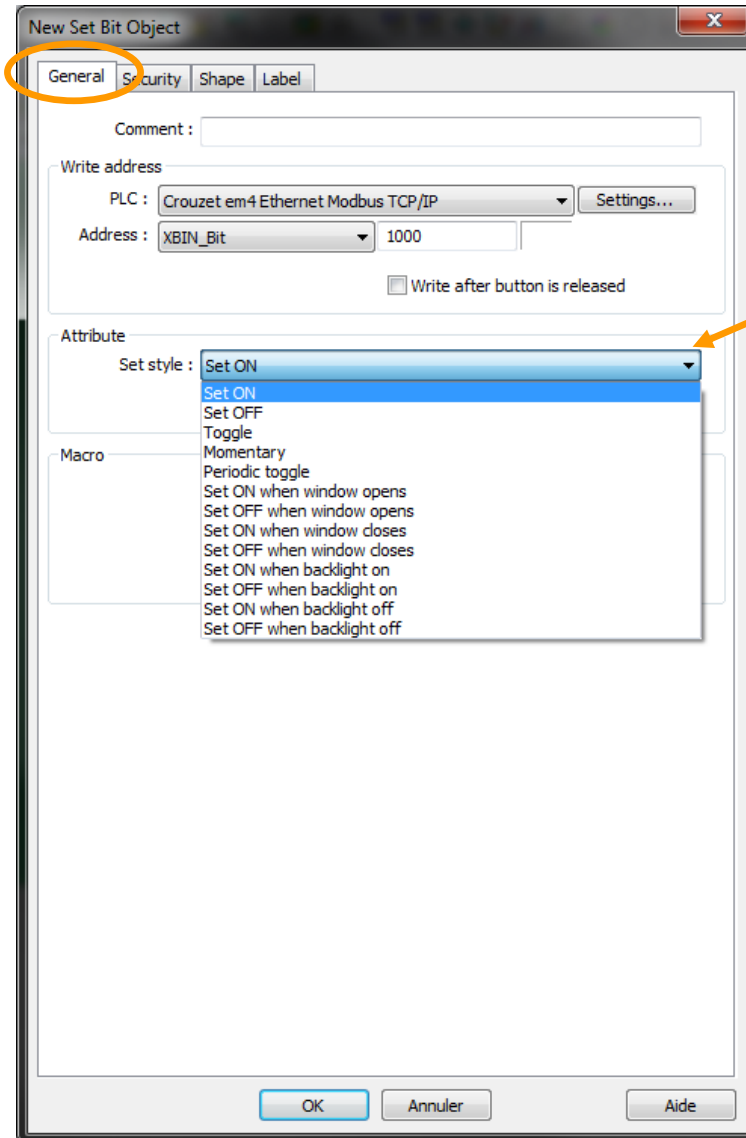 New Set Bit Object
General Security Shape Label
Comment :
Write address
PLC : Crouzet em4 Ethernet Modbus TCP/IP Settings...
Address : XBIN_Bit 1000
Write after button is released
Attribute
Set style : Set ON
Set ON
Set OFF
Toggle
Momentary
Macro
Periodic toggle
Set ON when window opens
Set OFF when window opens
Set ON when window closes
Set OFF when window closes
Set ON when backlight on
Set OFF when backlight on
Set ON when backlight off
Set OFF when backlight off
OK Annuler Aide